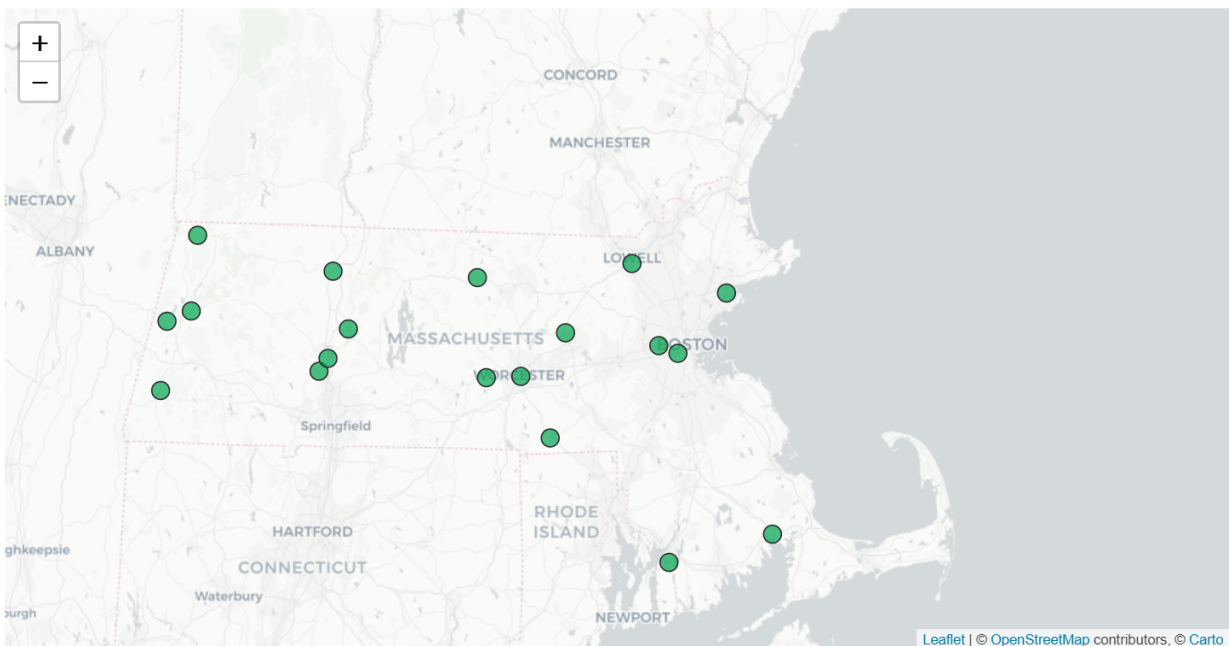 +
−
CONCORD
MANCHESTER
ENECTADY
ALBANY
LOWELL
MASSACHUSETTS
BOSTON
WORCESTER
Springfield
RHODE
ISLAND
HARTFORD
ghkeepsie
CONNECTICUT
Waterbury
burgh
NEWPORT
Leaflet | © OpenStreetMap contributors, © Carto